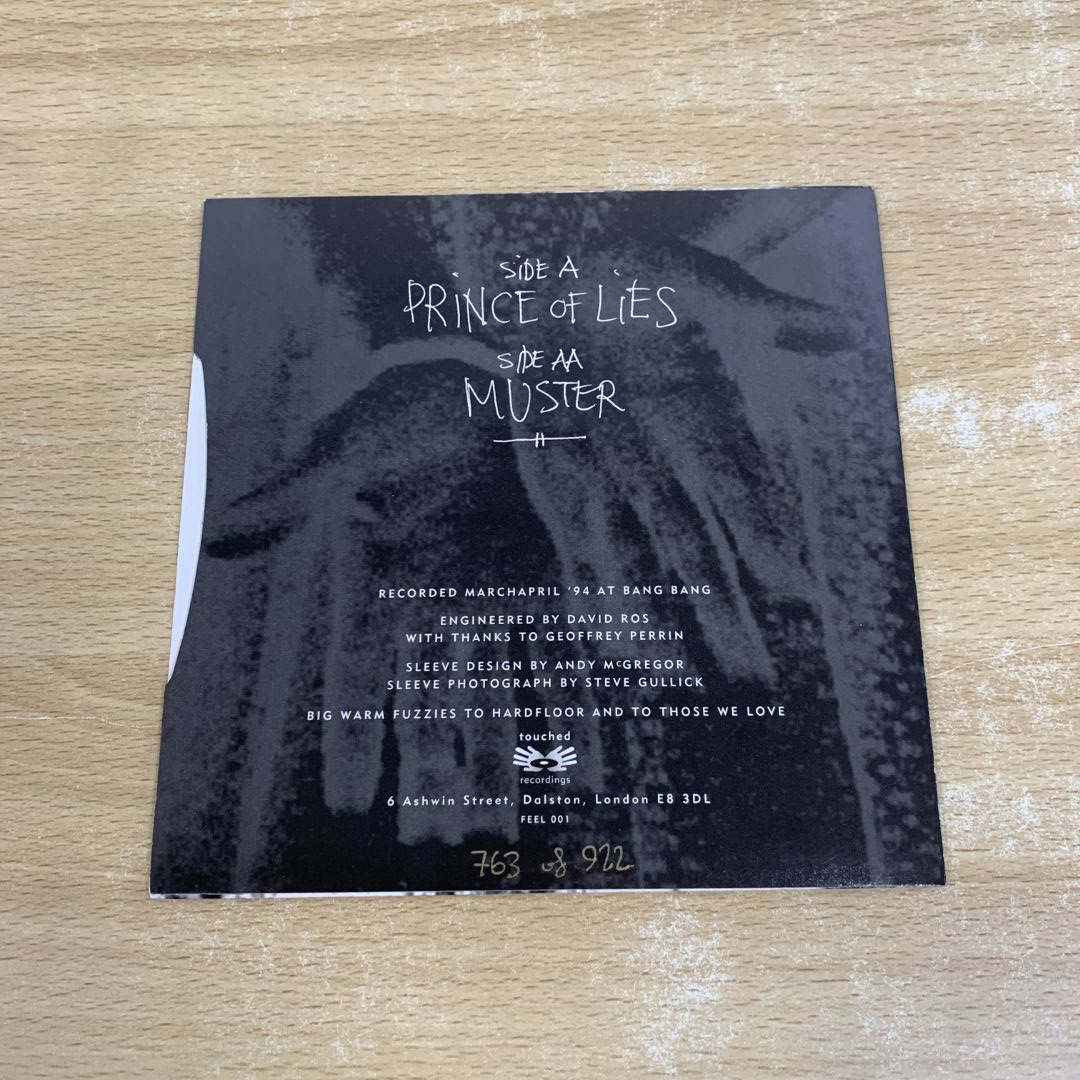 SiDE A
PRiNCE OF LiES
SiDE AA
MUSTER
RECORDED MARCHAPRIL '94 AT BANG BANG
ENGINEERED BY DAVID ROS
WITH THANKS TO GEOFFREY PERRIN
SLEEVE DESIGN BY ANDY McGREGOR
SLEEVE PHOTOGRAPH BY STEVE GULLICK
BIG WARM FUZZIES TO HARDFLOOR AND TO THOSE WE LOVE
touched
recordings
6 Ashwin Street, Dalston, London E8 3DL
FEEL 001
763 of 922